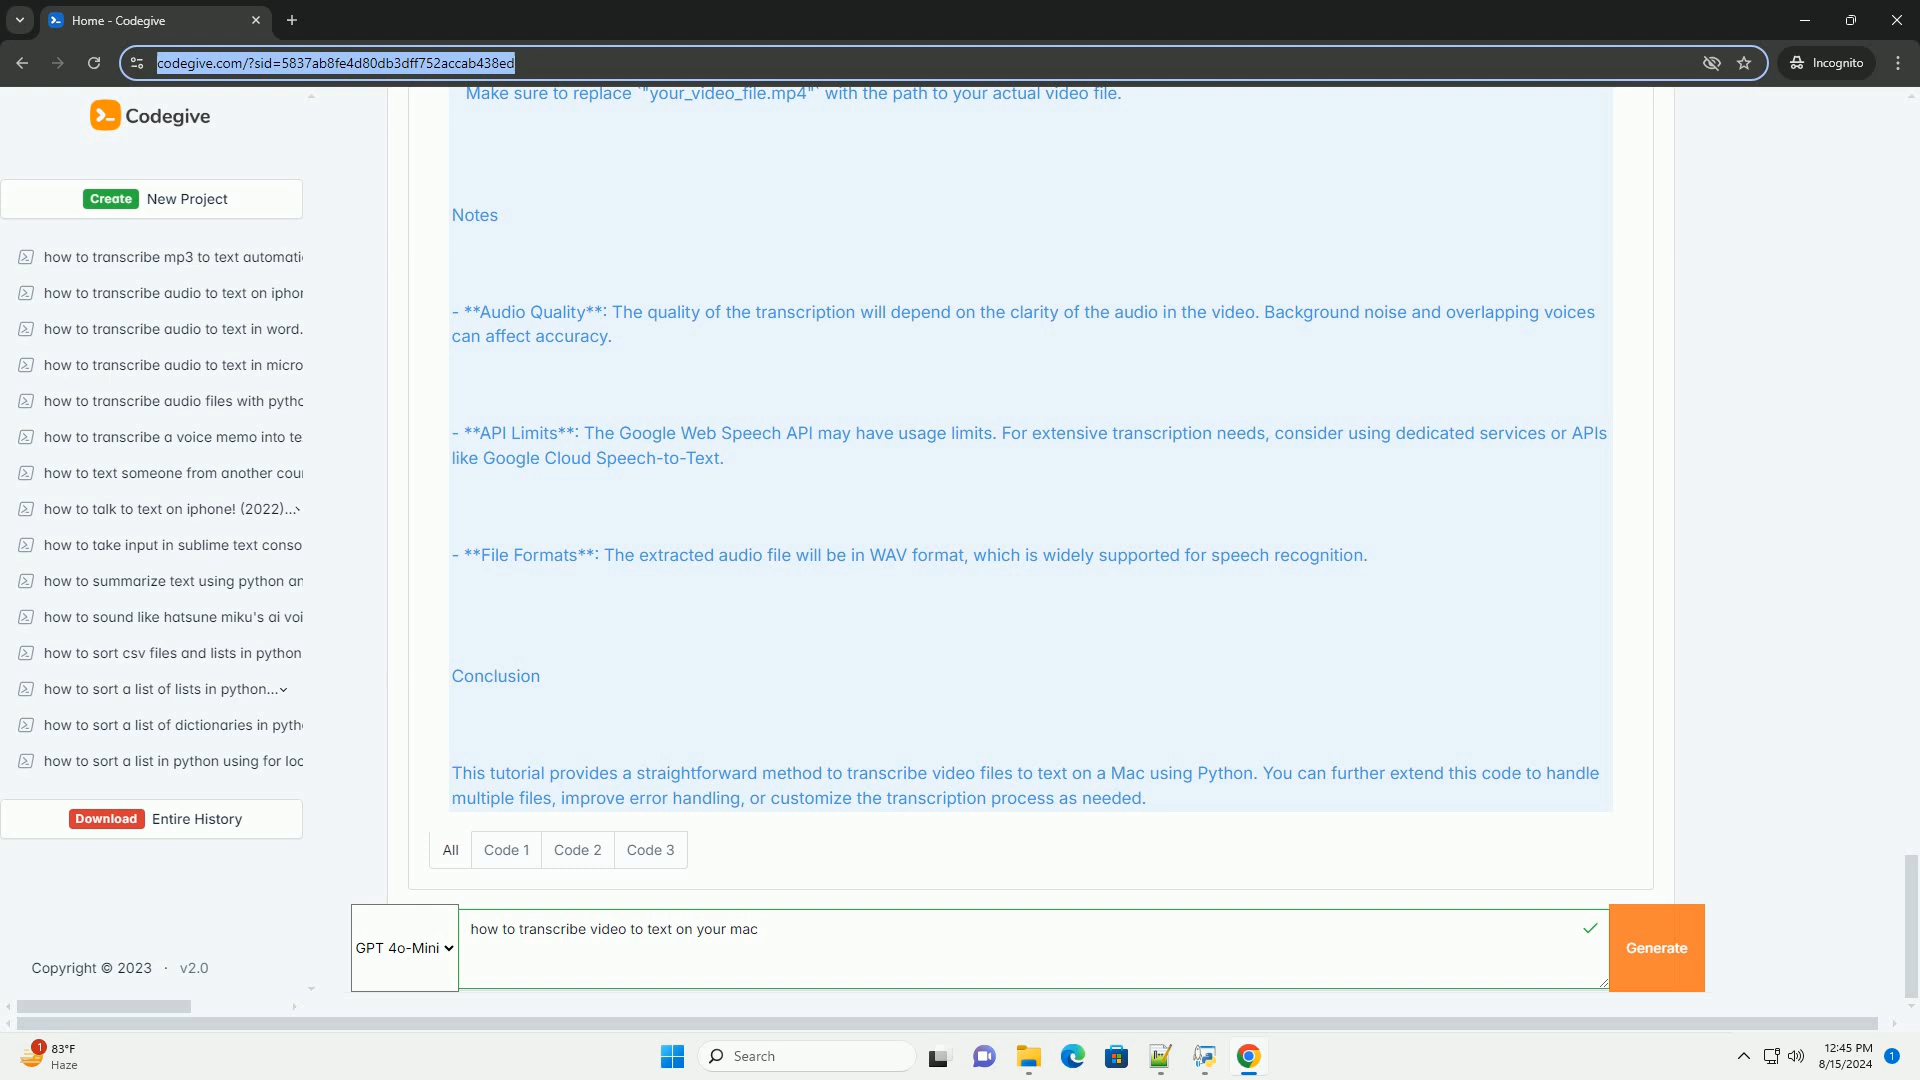 Home - Codegive
codegive.com/?sid=5837ab8fe4d80db3dff752accab438ed
Incognito
Codegive
Create New Project
how to transcribe mp3 to text automati
how to transcribe audio to text on iphor
how to transcribe audio to text in word.
how to transcribe audio to text in micro
how to transcribe audio files with pytho
how to transcribe a voice memo into te
how to text someone from another cou
how to talk to text on iphone! (2022)...
how to take input in sublime text conso
how to summarize text using python an
how to sound like hatsune miku's ai voi
how to sort csv files and lists in python
how to sort a list of lists in python...
how to sort a list of dictionaries in pyth
how to sort a list in python using for loc
Download Entire History
Copyright © 2023 · v2.0
Make sure to replace `"your_video_file.mp4"` with the path to your actual video file.
Notes
- **Audio Quality**: The quality of the transcription will depend on the clarity of the audio in the video. Background noise and overlapping voices
can affect accuracy.
- **API Limits**: The Google Web Speech API may have usage limits. For extensive transcription needs, consider using dedicated services or APIs
like Google Cloud Speech-to-Text.
- **File Formats**: The extracted audio file will be in WAV format, which is widely supported for speech recognition.
Conclusion
This tutorial provides a straightforward method to transcribe video files to text on a Mac using Python. You can further extend this code to handle
multiple files, improve error handling, or customize the transcription process as needed.
All Code 1 Code 2 Code 3
GPT 4o-Mini
how to transcribe video to text on your mac
Generate
1
83°F
Haze
Search
12:45 PM
8/15/2024
1